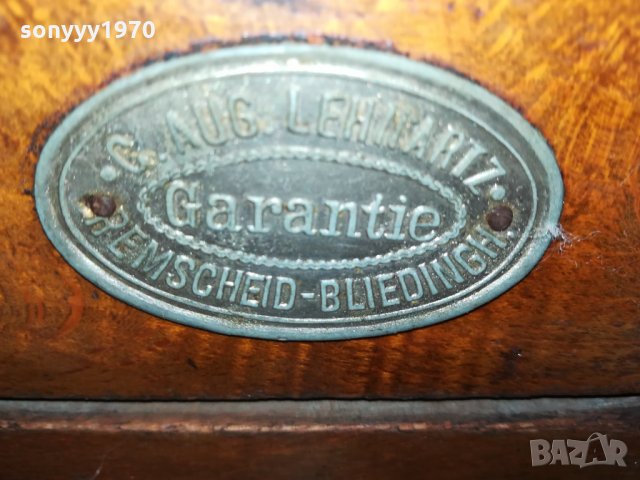 sonyyy1970
G. AUG. LEHMARTZ
Garantie
REMSCHEID-BLIEDINGH.
BAZAR